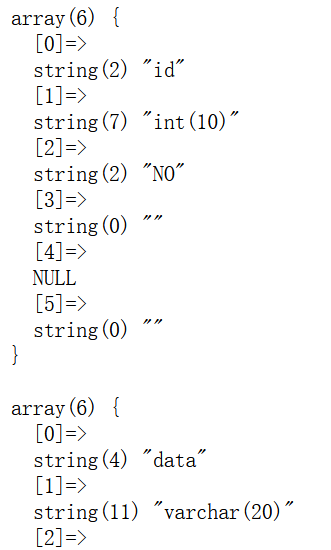 array(6) {
  [0]=>
  string(2) "id"
  [1]=>
  string(7) "int(10)"
  [2]=>
  string(2) "NO"
  [3]=>
  string(0) ""
  [4]=>
  NULL
  [5]=>
  string(0) ""
}

array(6) {
  [0]=>
  string(4) "data"
  [1]=>
  string(11) "varchar(20)"
  [2]=>